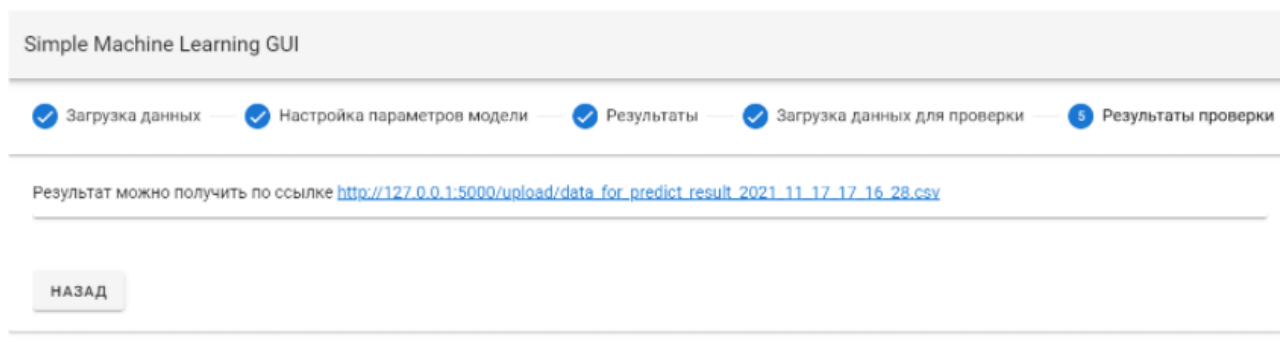 Simple Machine Learning GUI
Загрузка данных Настройка параметров модели Результаты Загрузка данных для проверки 5 Результаты проверки
Результат можно получить по ссылке http://127.0.0.1:5000/upload/data_for_predict_result_2021_11_17_17_16_28.csv
НАЗАД